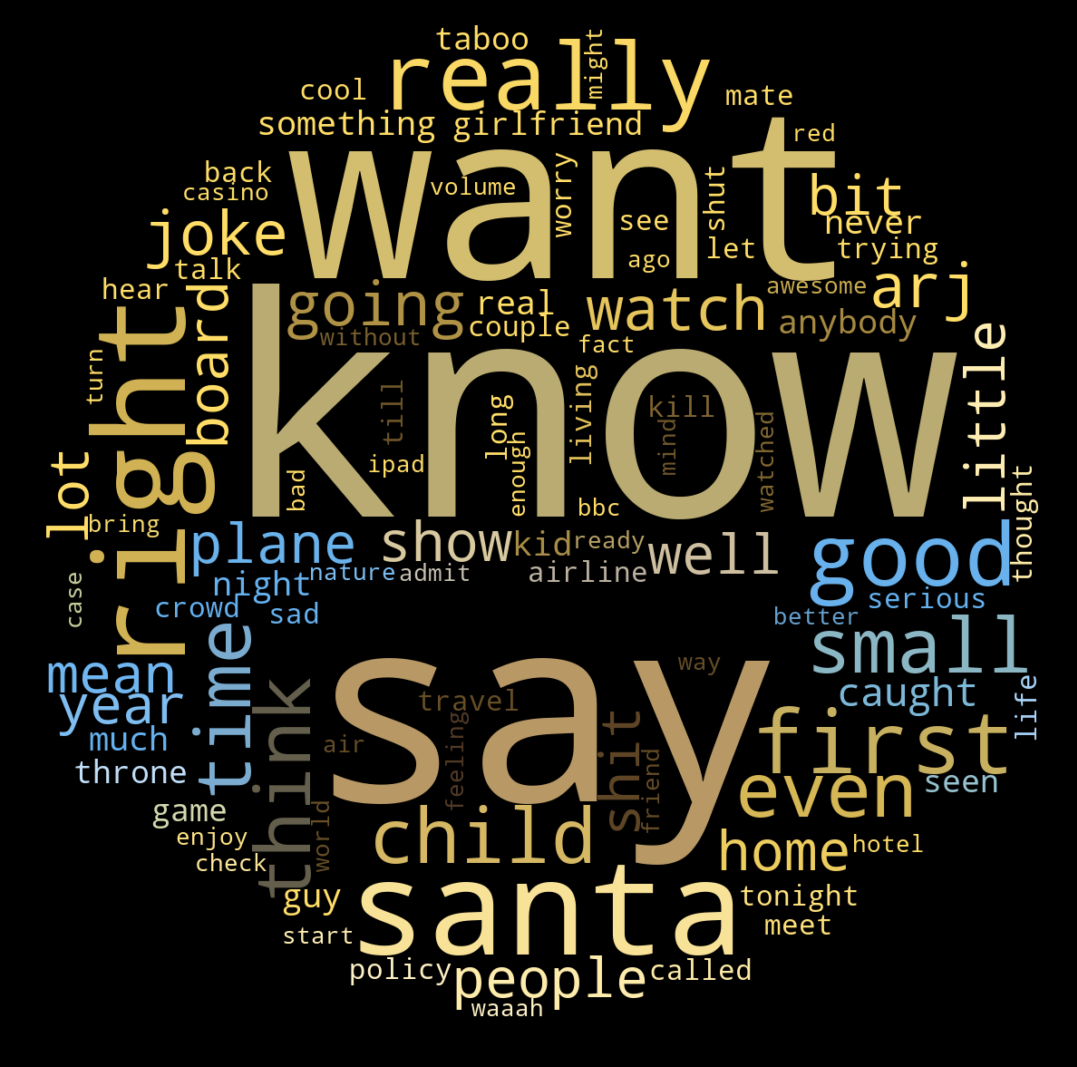 taboo
really
might
cool
mate
something
girlfriend
red
want
back
volume
worry
shut
bit
casino
see
never
joke
let
trying
talk
ago
hear
going
real
watch
awesome
arj
board
couple
anybody
without
fact
right
know
little
turn
till
long
living
kill
ipad
mind
watched
lot
bad
enough
bbc
thought
bring
plane
show
kid
ready
well
good
night
nature
admit
airline
case
crowd
sad
serious
better
time
small
mean
say
way
year
think
travel
caught
life
much
air
feeling
shit
first
throne
friend
even
seen
game
world
child
enjoy
home
hotel
check
santa
guy
tonight
start
meet
policy
people
called
waaah